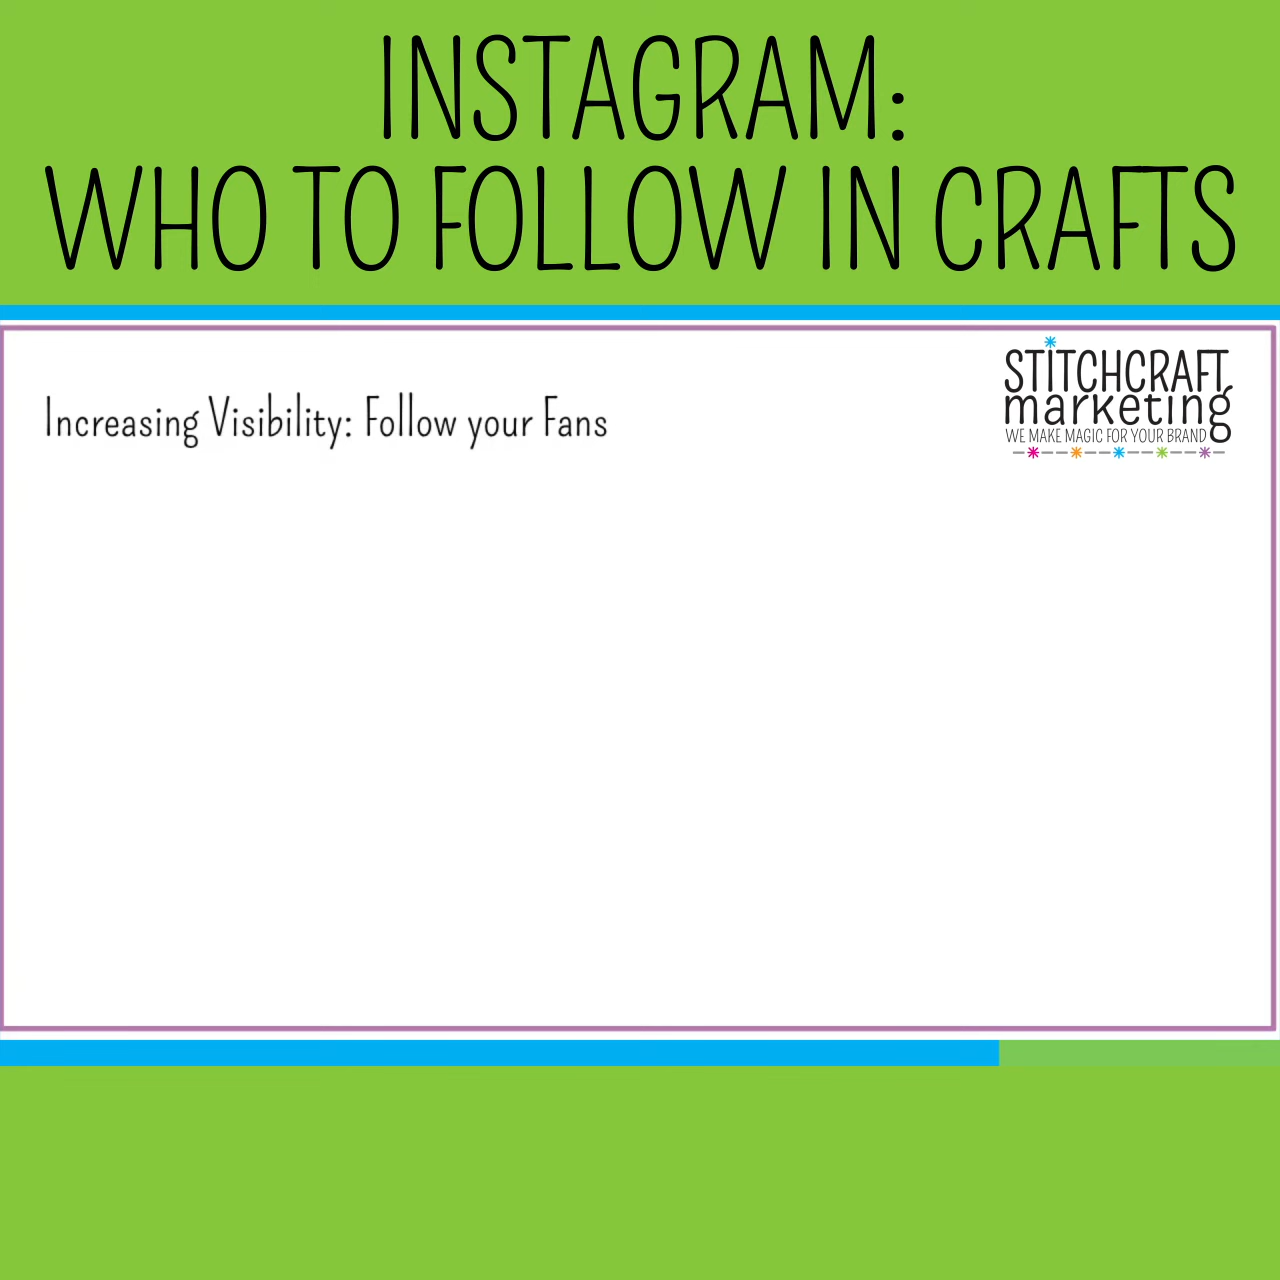 INSTAGRAM:
WHO TO FOLLOW IN CRAFTS
STITCHCRAFT
marketing
WE MAKE MAGIC FOR YOUR BRAND
Increasing Visibility: Follow your Fans